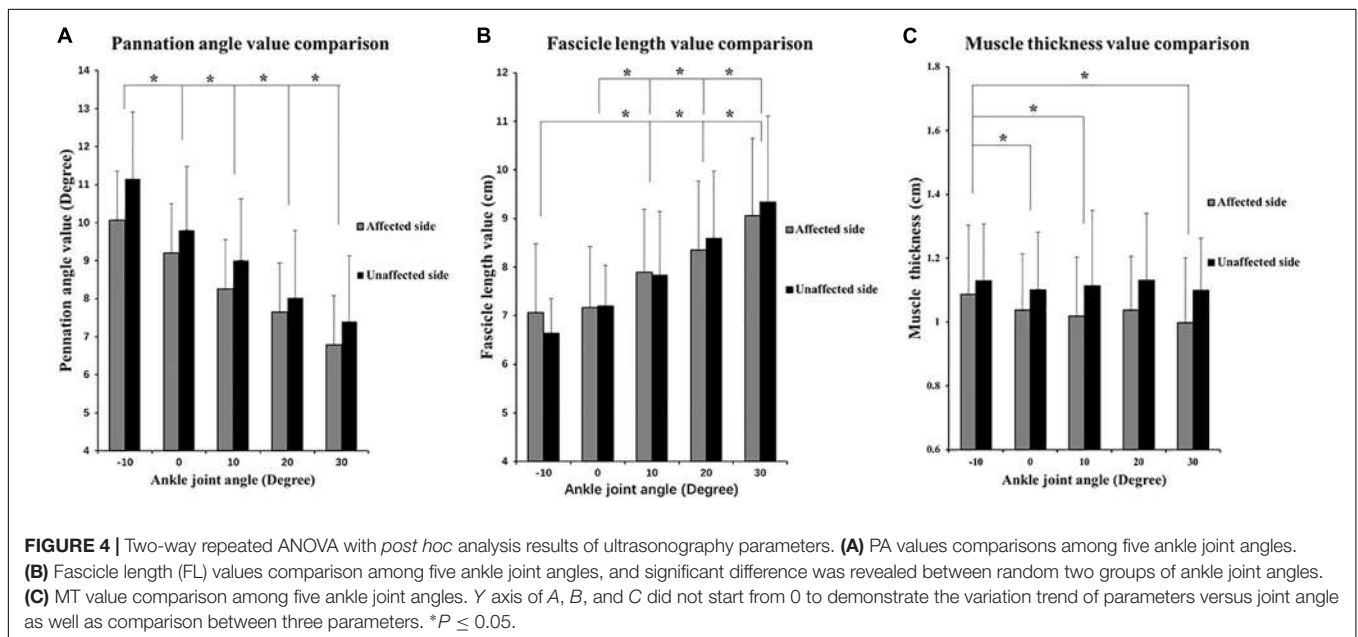 A
Pannation angle value comparison
14
13
12
11
10
9
8
7
6
5
4
Pennation angle value (Degree)
* * * *
Affected side
Unaffected side
-10 0 10 20 30
Ankle joint angle (Degree)
B
Fascicle length value comparison
12
11
10
9
8
7
6
5
4
Fascicle length value (cm)
* * *
* * *
Affected side
Unaffected side
-10 0 10 20 30
Ankle joint angle (Degree)
C
Muscle thickness value comparison
1.8
1.6
1.4
1.2
1
0.8
0.6
Muscle thickness (cm)
*
*
*
Affected side
Unaffected side
-10 0 10 20 30
Ankle joint angle (Degree)
FIGURE 4 | Two-way repeated ANOVA with post hoc analysis results of ultrasonography parameters. (A) PA values comparisons among five ankle joint angles.
(B) Fascicle length (FL) values comparison among five ankle joint angles, and significant difference was revealed between random two groups of ankle joint angles.
(C) MT value comparison among five ankle joint angles. Y axis of A, B, and C did not start from 0 to demonstrate the variation trend of parameters versus joint angle
as well as comparison between three parameters. *P ≤ 0.05.